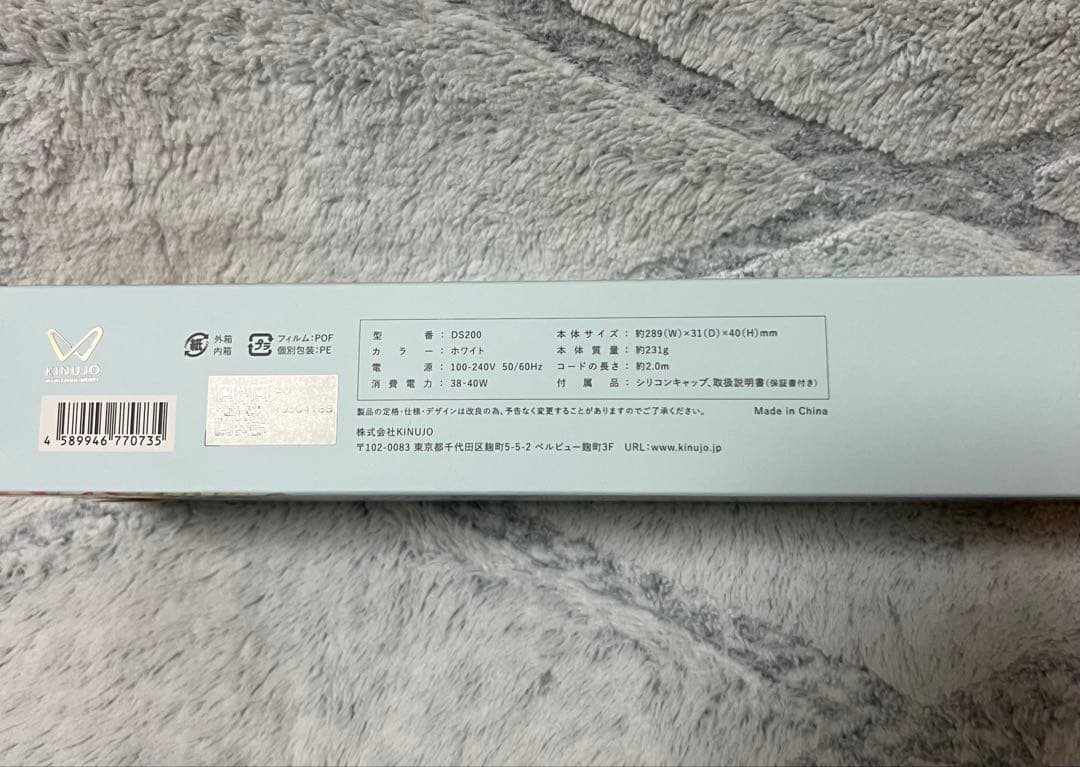 KINUJO
4 589946 770735
紙
外箱
内箱
プラ
フィルム:POF
個別包装:PE
型番:DS200
カラー:ホワイト
電源:100-240V 50/60Hz
消費電力:38-40W
本体サイズ:約289(W)×31(D)×40(H)mm
本体質量:約231g
コードの長さ:約2.0m
付属品:シリコンキャップ、取扱説明書(保証書付き)
製品の定格・仕様・デザインは改良の為、予告なく変更することがありますのでご了承ください。
Made in China
株式会社KINUJO
〒102-0083 東京都千代田区麹町5-5-2 ベルビュー麹町3F URL:www.kinujo.jp